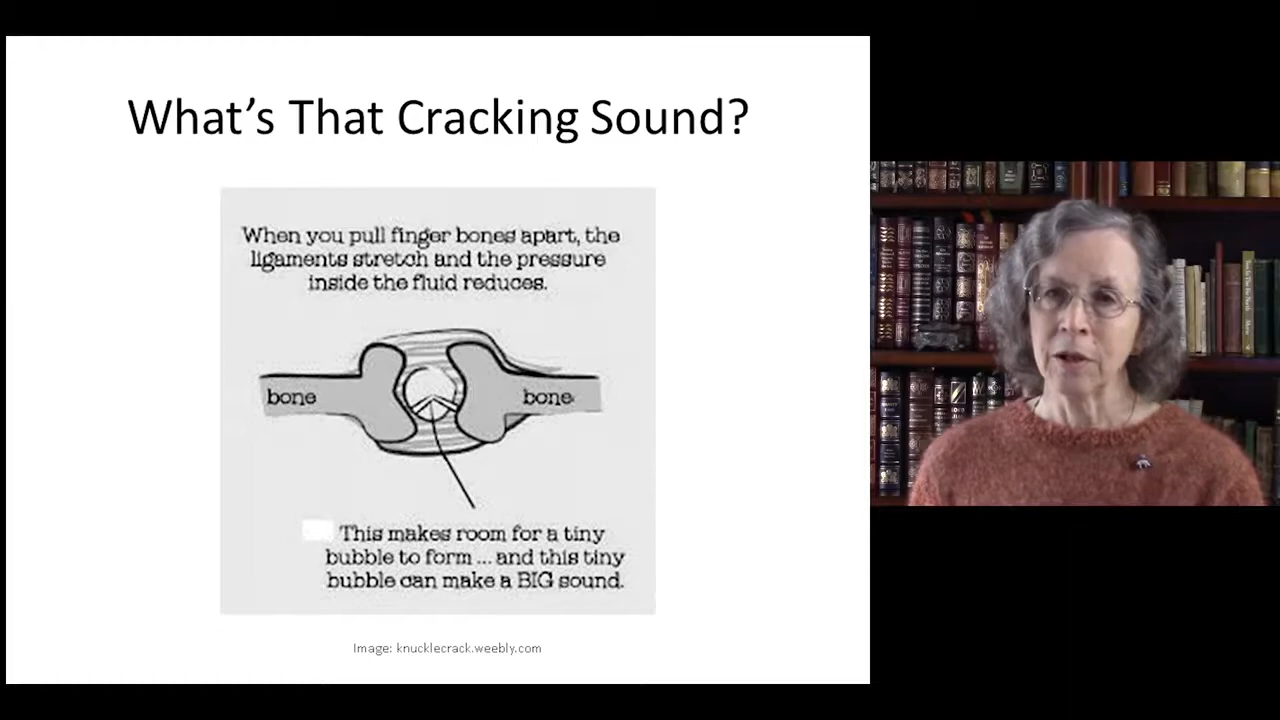 What's That Cracking Sound?
When you pull finger bones apart, the
ligaments stretch and the pressure
inside the fluid reduces.
bone
bone
This makes room for a tiny
bubble to form ... and this tiny
bubble can make a BIG sound.
Image: knucklecrack.weebly.com